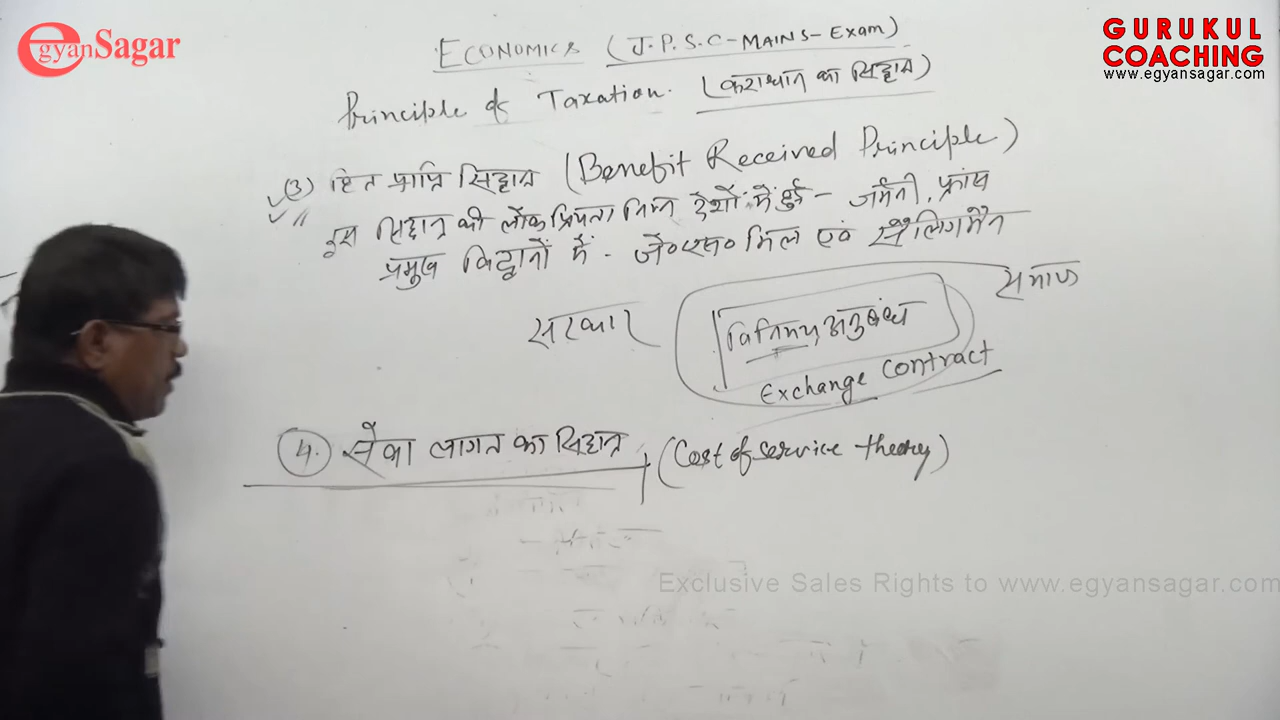 egyanSagar
GURUKUL
COACHING
www.egyansagar.com
ECONOMICS (J.P.S.C-MAINS-Exam)
Principle of Taxation. (कराधान का सिद्धान्त)
(3) हित प्राप्ति सिद्धान्त (Benefit Received Principle)
इस सिद्धान्त की लोकप्रियता निम्न देशों में हुई - जर्मनी, फ्रांस
प्रमुख विद्वानों में - जे०एस० मिल एवं सैलिगमैन
सरकार विनिमय अनुबंध समाज
Exchange contract
4. सेवा लागत का सिद्धान्त (Cost of service theory)
Exclusive Sales Rights to www.egyansagar.com